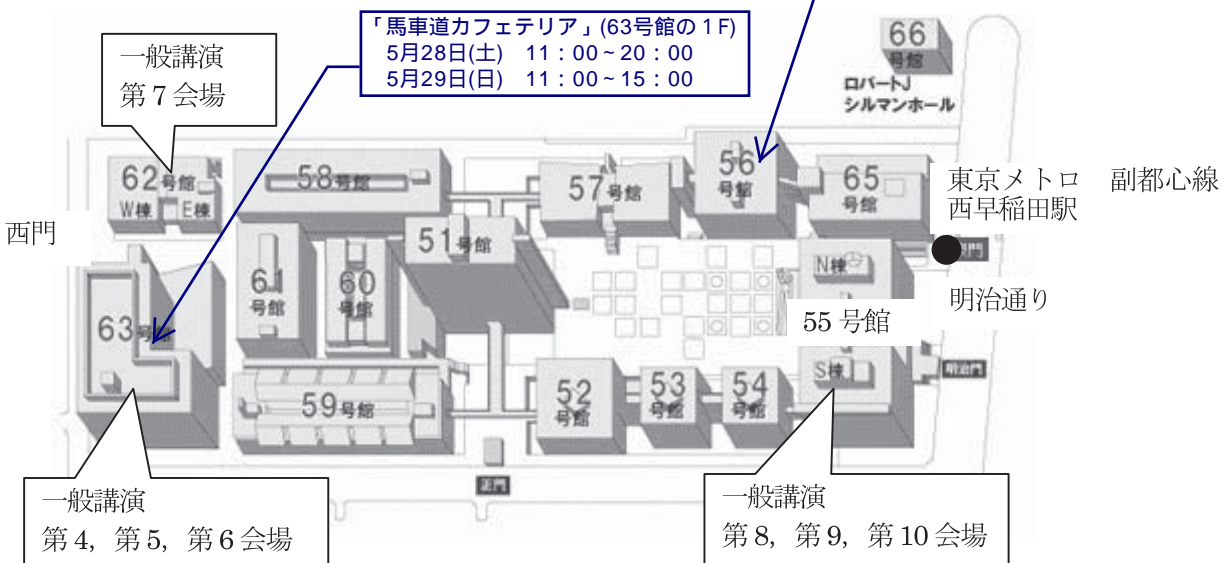 「馬車道カフェテリア」(63号館の1F)
5月28日(土) 11：00~20：00
5月29日(日) 11：00~15：00
66
号館
ロバートJ
シルマンホール
一般講演
第7会場
62号館
W棟 E棟
58号館
57号館
56
号館
65
号館
東京メトロ 副都心線
西早稲田駅
西門
51号館
61
号館
60
号館
N棟
明治通り
63号館
55号館
S棟
明治門
59号館
52
号館
53
号館
54
号館
正門
一般講演
第4, 第5, 第6会場
一般講演
第8, 第9, 第10会場